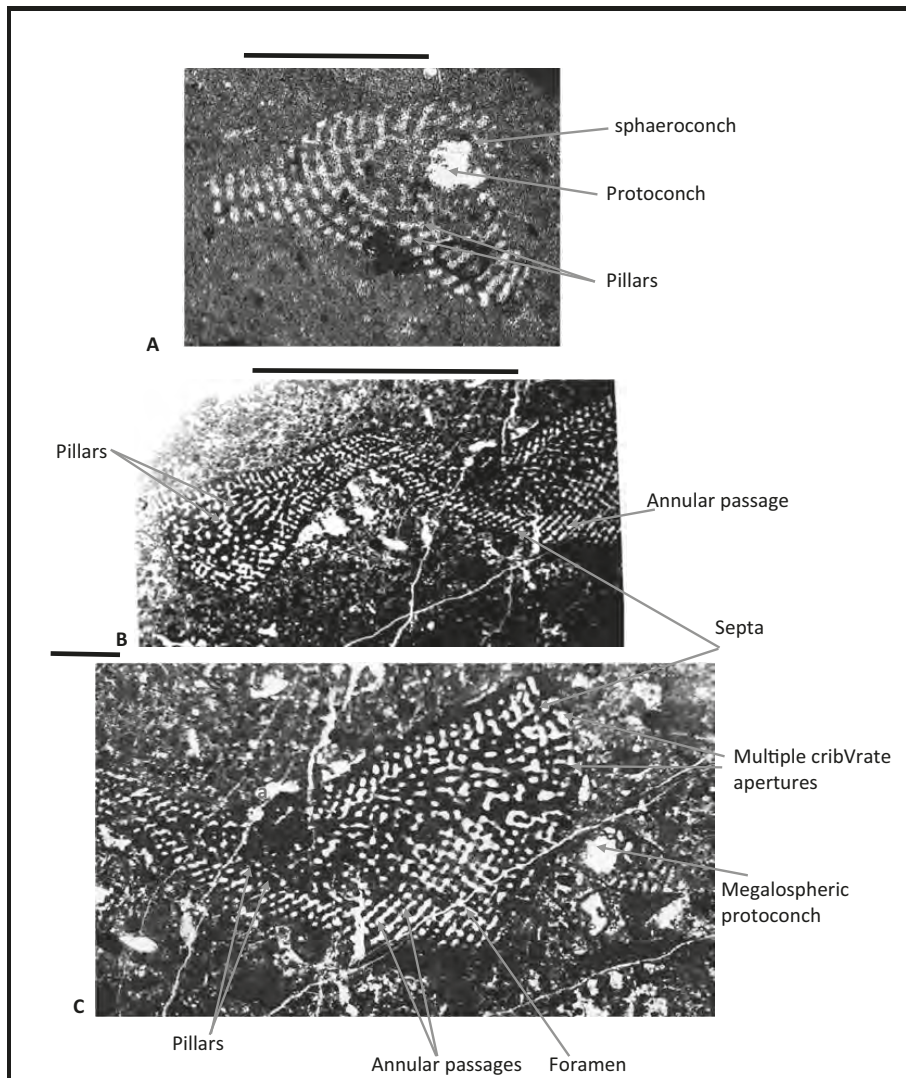 sphaeroconch
Protoconch
Pillars
A
Pillars
Annular passage
B
Septa
Multiple cribVrate
apertures
a
Megalospheric
protoconch
C
Pillars
Annular passages
Foramen